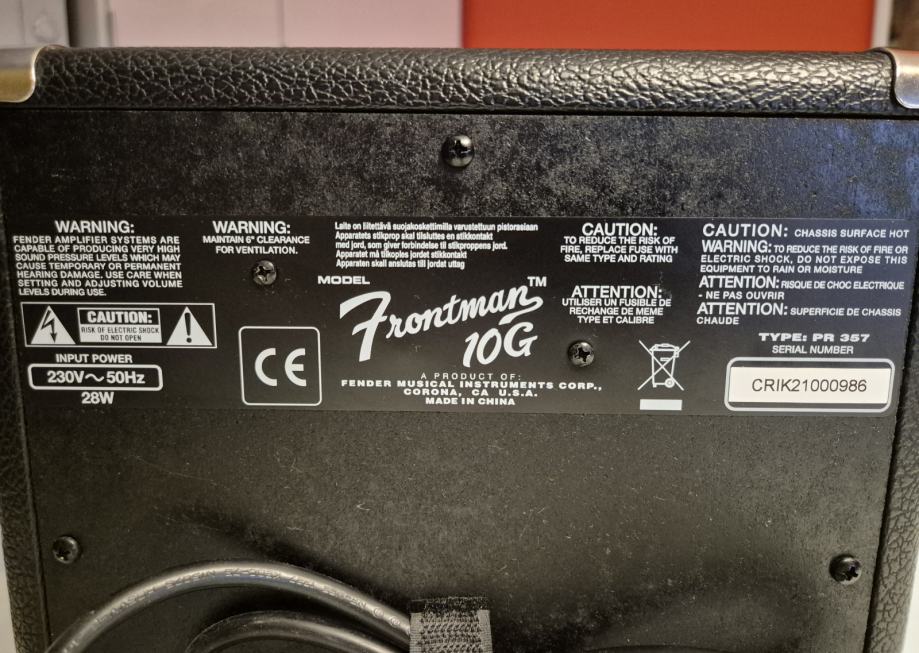 WARNING:
FENDER AMPLIFIER SYSTEMS ARE
CAPABLE OF PRODUCING VERY HIGH
SOUND PRESSURE LEVELS WHICH MAY
CAUSE TEMPORARY OR PERMANENT
HEARING DAMAGE. USE CARE WHEN
SETTING AND ADJUSTING VOLUME
LEVELS DURING USE.
CAUTION:
RISK OF ELECTRIC SHOCK
DO NOT OPEN
INPUT POWER
230V～50Hz
28W
WARNING:
MAINTAIN 6" CLEARANCE
FOR VENTILATION.
CE
Laite on liitettävä suojakoskettimilla varustettuun pistorasiaan
Apparatets stikprop skal tilsluttes en stikkontakt
med jord, som giver forbindelse til stikproppens jord.
Apparatet må tilkoples jordet stikkontakt
Apparaten skall anslutas till jordat uttag
MODEL
Frontman™
10G
A PRODUCT OF:
FENDER MUSICAL INSTRUMENTS CORP.,
CORONA, CA U.S.A.
MADE IN CHINA
CAUTION:
TO REDUCE THE RISK OF
FIRE, REPLACE FUSE WITH
SAME TYPE AND RATING
ATTENTION:
UTILISER UN FUSIBLE DE
RECHANGE DE MEME
TYPE ET CALIBRE
CAUTION: CHASSIS SURFACE HOT
WARNING: TO REDUCE THE RISK OF FIRE OR
ELECTRIC SHOCK, DO NOT EXPOSE THIS
EQUIPMENT TO RAIN OR MOISTURE
ATTENTION: RISQUE DE CHOC ELECTRIQUE
- NE PAS OUVRIR
ATTENTION: SUPERFICIE DE CHASSIS
CHAUDE
TYPE: PR 357
SERIAL NUMBER
CRIK21000986